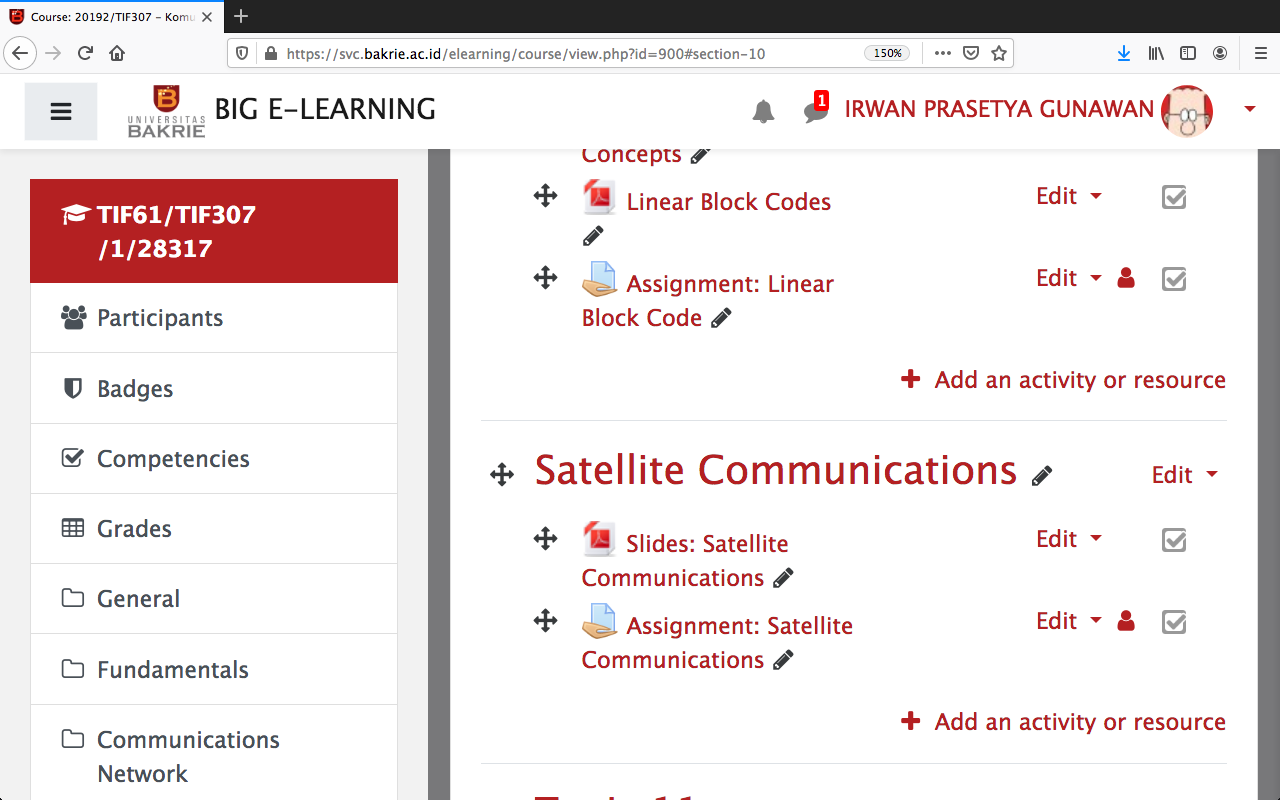 Course: 20192/TIF307 – Komu
https://svc.bakrie.ac.id/elearning/course/view.php?id=900#section-10
150%
UNIVERSITAS
BAKRIE
BIG E-LEARNING
1
IRWAN PRASETYA GUNAWAN
TIF61/TIF307
/1/28317
Participants
Badges
Competencies
Grades
General
Fundamentals
Communications
Network
Concepts
Linear Block Codes
Edit
Assignment: Linear
Block Code
Edit
Add an activity or resource
Satellite Communications
Edit
Slides: Satellite
Communications
Edit
Assignment: Satellite
Communications
Edit
Add an activity or resource